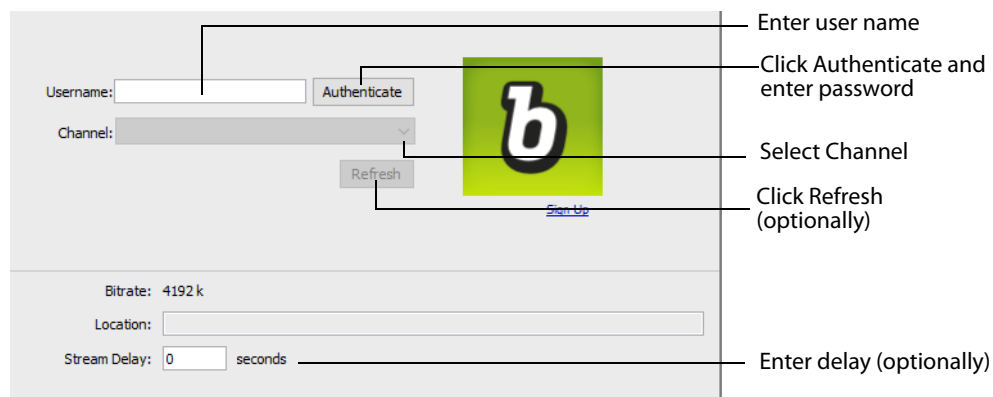 Enter user name
Click Authenticate and
enter password
Username:
Authenticate
b
Channel:
Select Channel
Refresh
Click Refresh
(optionally)
Sign Up
Bitrate: 4192 k
Location:
Stream Delay: 0 seconds
Enter delay (optionally)